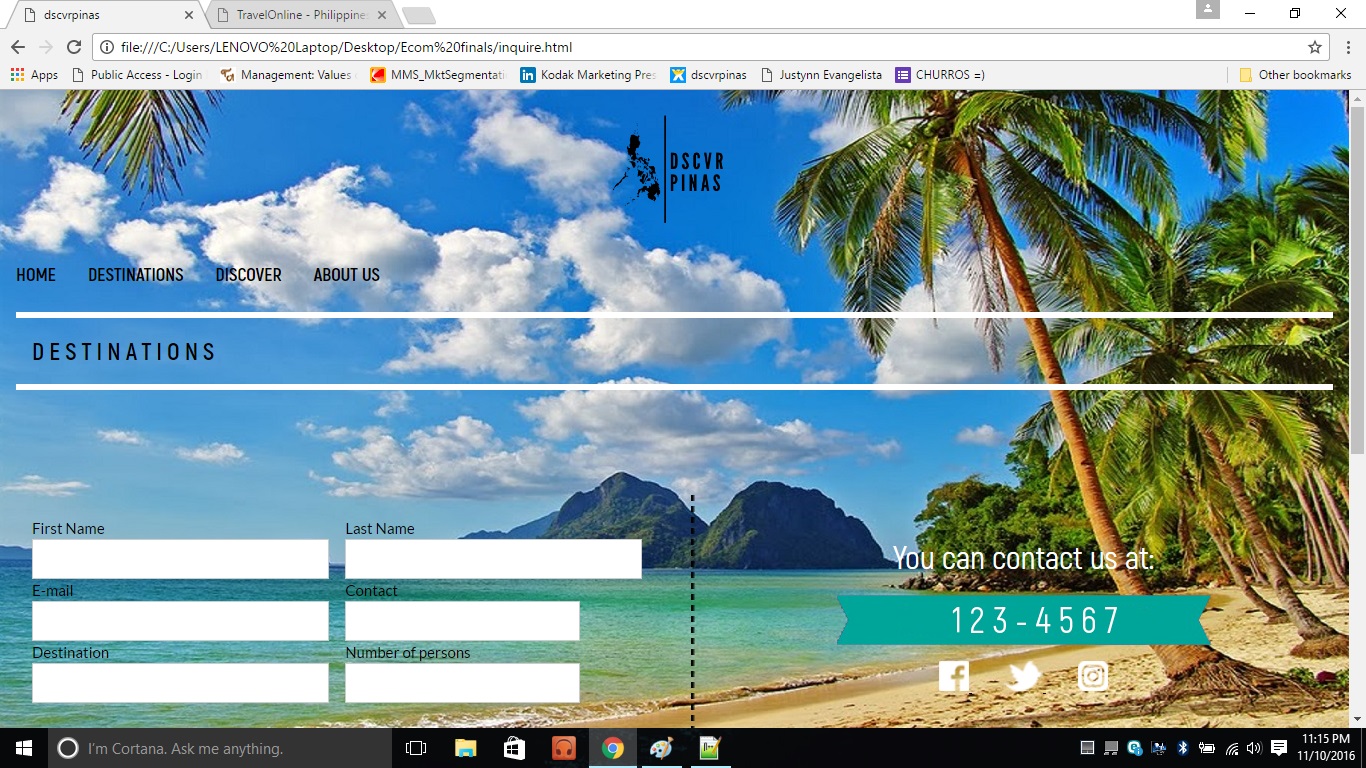 dscvrpinas
TravelOnline - Philippines
file:///C:/Users/LENOVO%20Laptop/Desktop/Ecom%20finals/inquire.html
Apps
Public Access - Login
Management: Values
MMS_MktSegmentati
Kodak Marketing Pres
dscvrpinas
Justynn Evangelista
CHURROS =)
Other bookmarks
DSCVR
PINAS
HOME DESTINATIONS DISCOVER ABOUT US
DESTINATIONS
First Name Last Name
E-mail Contact
Destination Number of persons
You can contact us at:
123-4567
I'm Cortana. Ask me anything.
11:15 PM
11/10/2016